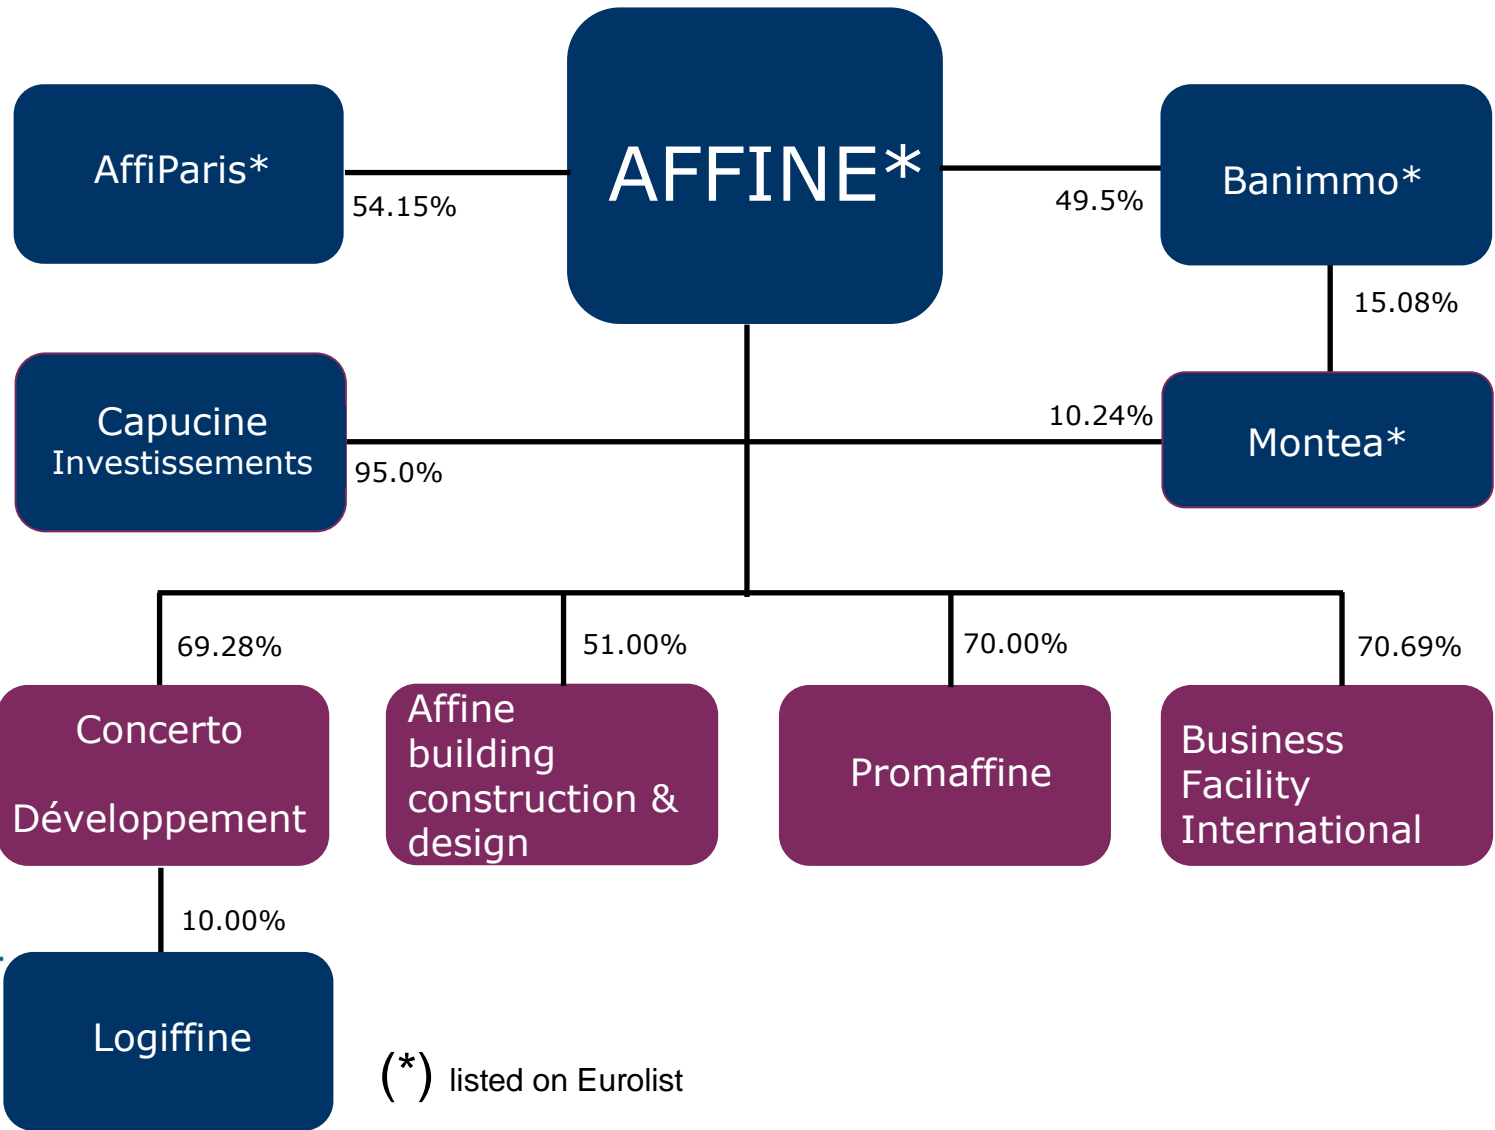 AFFINE*
AffiParis*
54.15%
49.5%
Banimmo*
15.08%
Capucine
Investissements
95.0%
10.24%
Montea*
69.28%
51.00%
70.00%
70.69%
Concerto
Développement
Affine
building
construction &
design
Promaffine
Business
Facility
International
10.00%
Logiffine
(*) listed on Eurolist